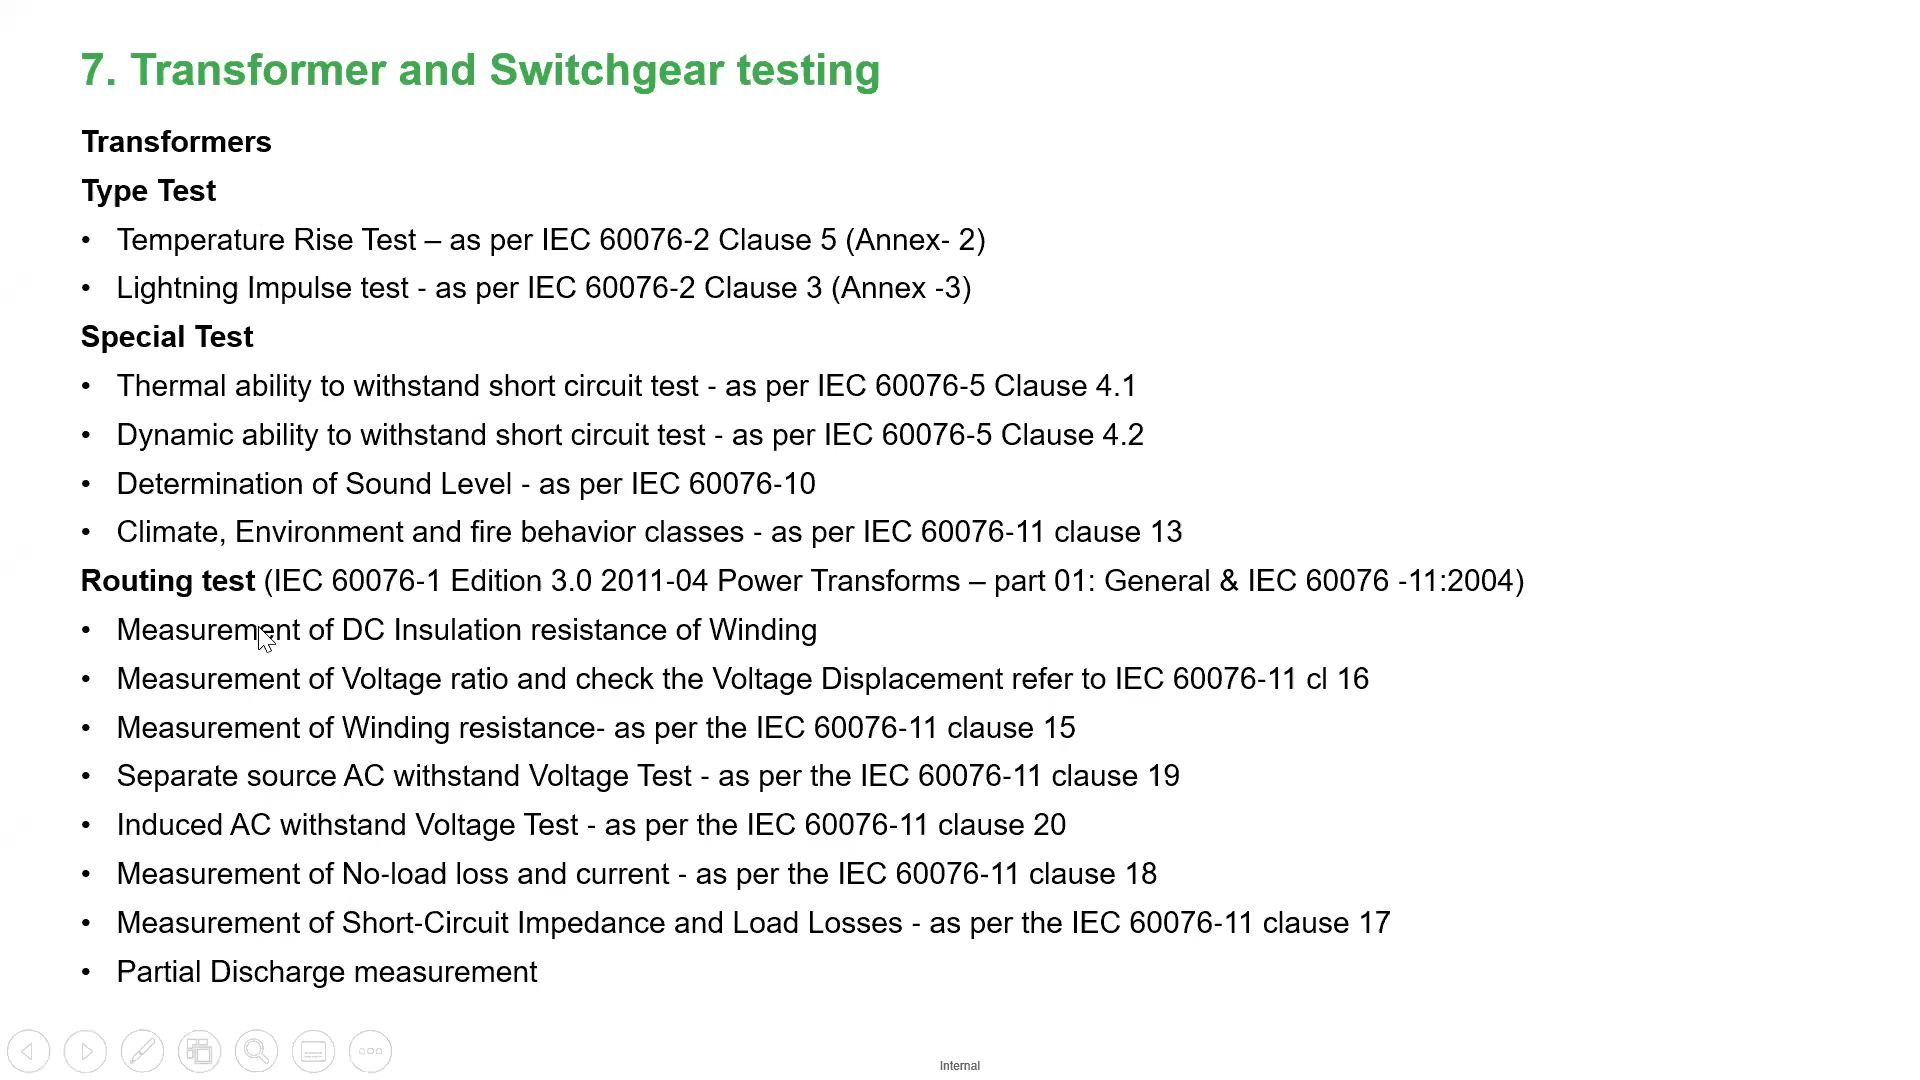 7. Transformer and Switchgear testing
Transformers
Type Test
• Temperature Rise Test – as per IEC 60076-2 Clause 5 (Annex- 2)
• Lightning Impulse test - as per IEC 60076-2 Clause 3 (Annex -3)
Special Test
• Thermal ability to withstand short circuit test - as per IEC 60076-5 Clause 4.1
• Dynamic ability to withstand short circuit test - as per IEC 60076-5 Clause 4.2
• Determination of Sound Level - as per IEC 60076-10
• Climate, Environment and fire behavior classes - as per IEC 60076-11 clause 13
Routing test (IEC 60076-1 Edition 3.0 2011-04 Power Transforms – part 01: General & IEC 60076 -11:2004)
• Measurement of DC Insulation resistance of Winding
• Measurement of Voltage ratio and check the Voltage Displacement refer to IEC 60076-11 cl 16
• Measurement of Winding resistance- as per the IEC 60076-11 clause 15
• Separate source AC withstand Voltage Test - as per the IEC 60076-11 clause 19
• Induced AC withstand Voltage Test - as per the IEC 60076-11 clause 20
• Measurement of No-load loss and current - as per the IEC 60076-11 clause 18
• Measurement of Short-Circuit Impedance and Load Losses - as per the IEC 60076-11 clause 17
• Partial Discharge measurement
Internal